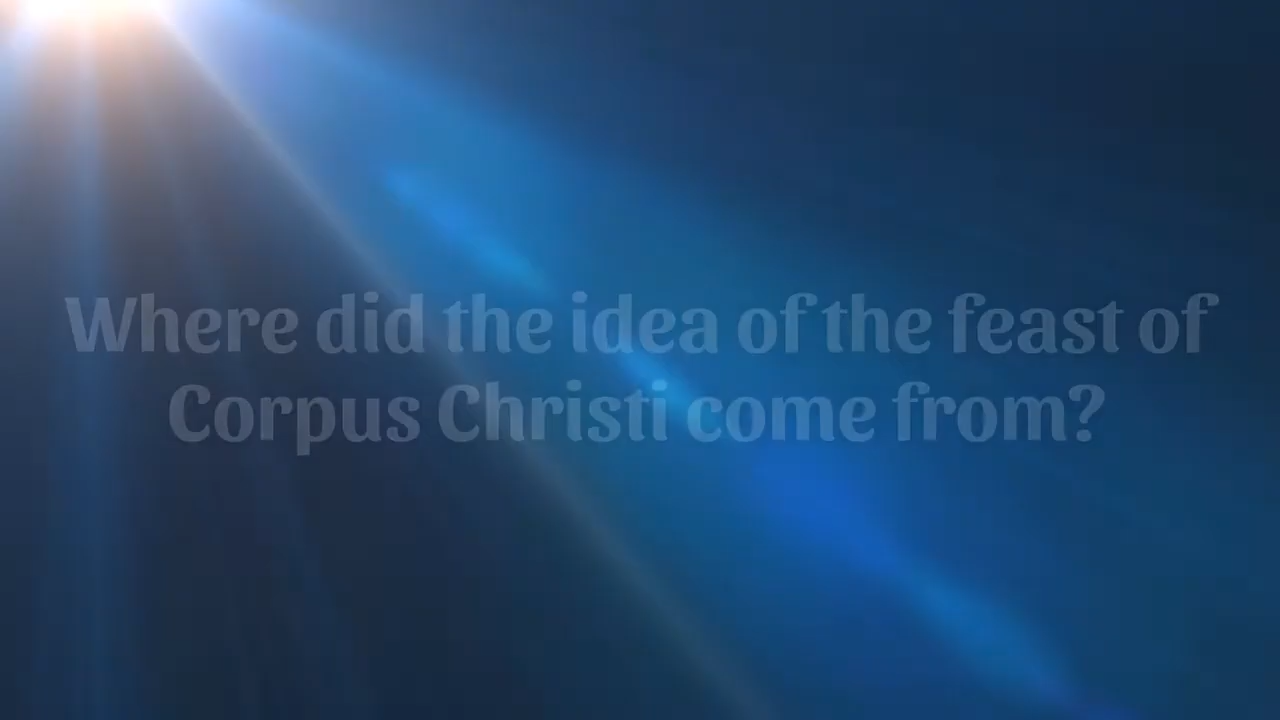 Where did the idea of the feast of
Corpus Christi come from?